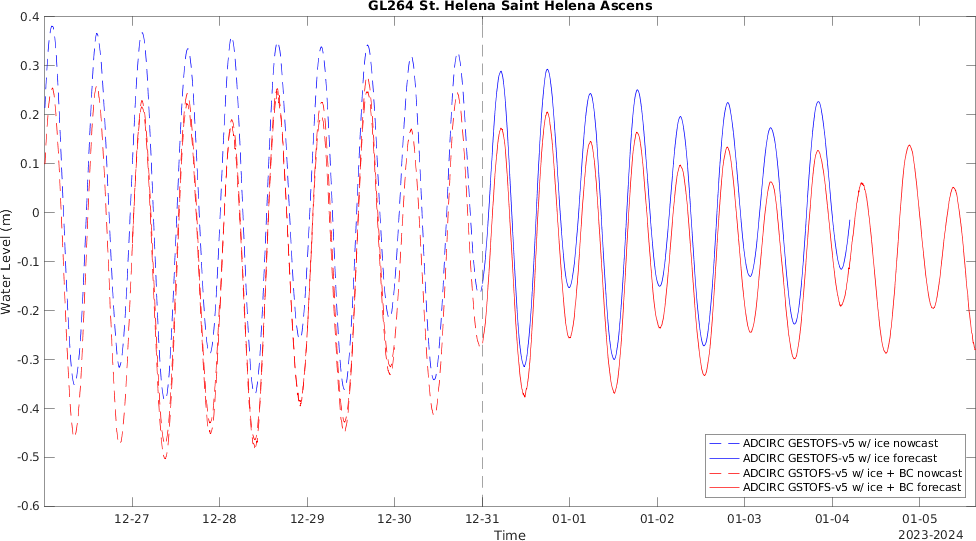 GL264 St. Helena Saint Helena Ascens
0.4
0.3
0.2
0.1
0
-0.1
-0.2
-0.3
-0.4
-0.5
-0.6
Water Level (m)
ADCIRC GESTOFS-v5 w/ ice nowcast
ADCIRC GESTOFS-v5 w/ ice forecast
ADCIRC GSTOFS-v5 w/ ice + BC nowcast
ADCIRC GSTOFS-v5 w/ ice + BC forecast
12-27 12-28 12-29 12-30 12-31 01-01 01-02 01-03 01-04 01-05
Time
2023-2024